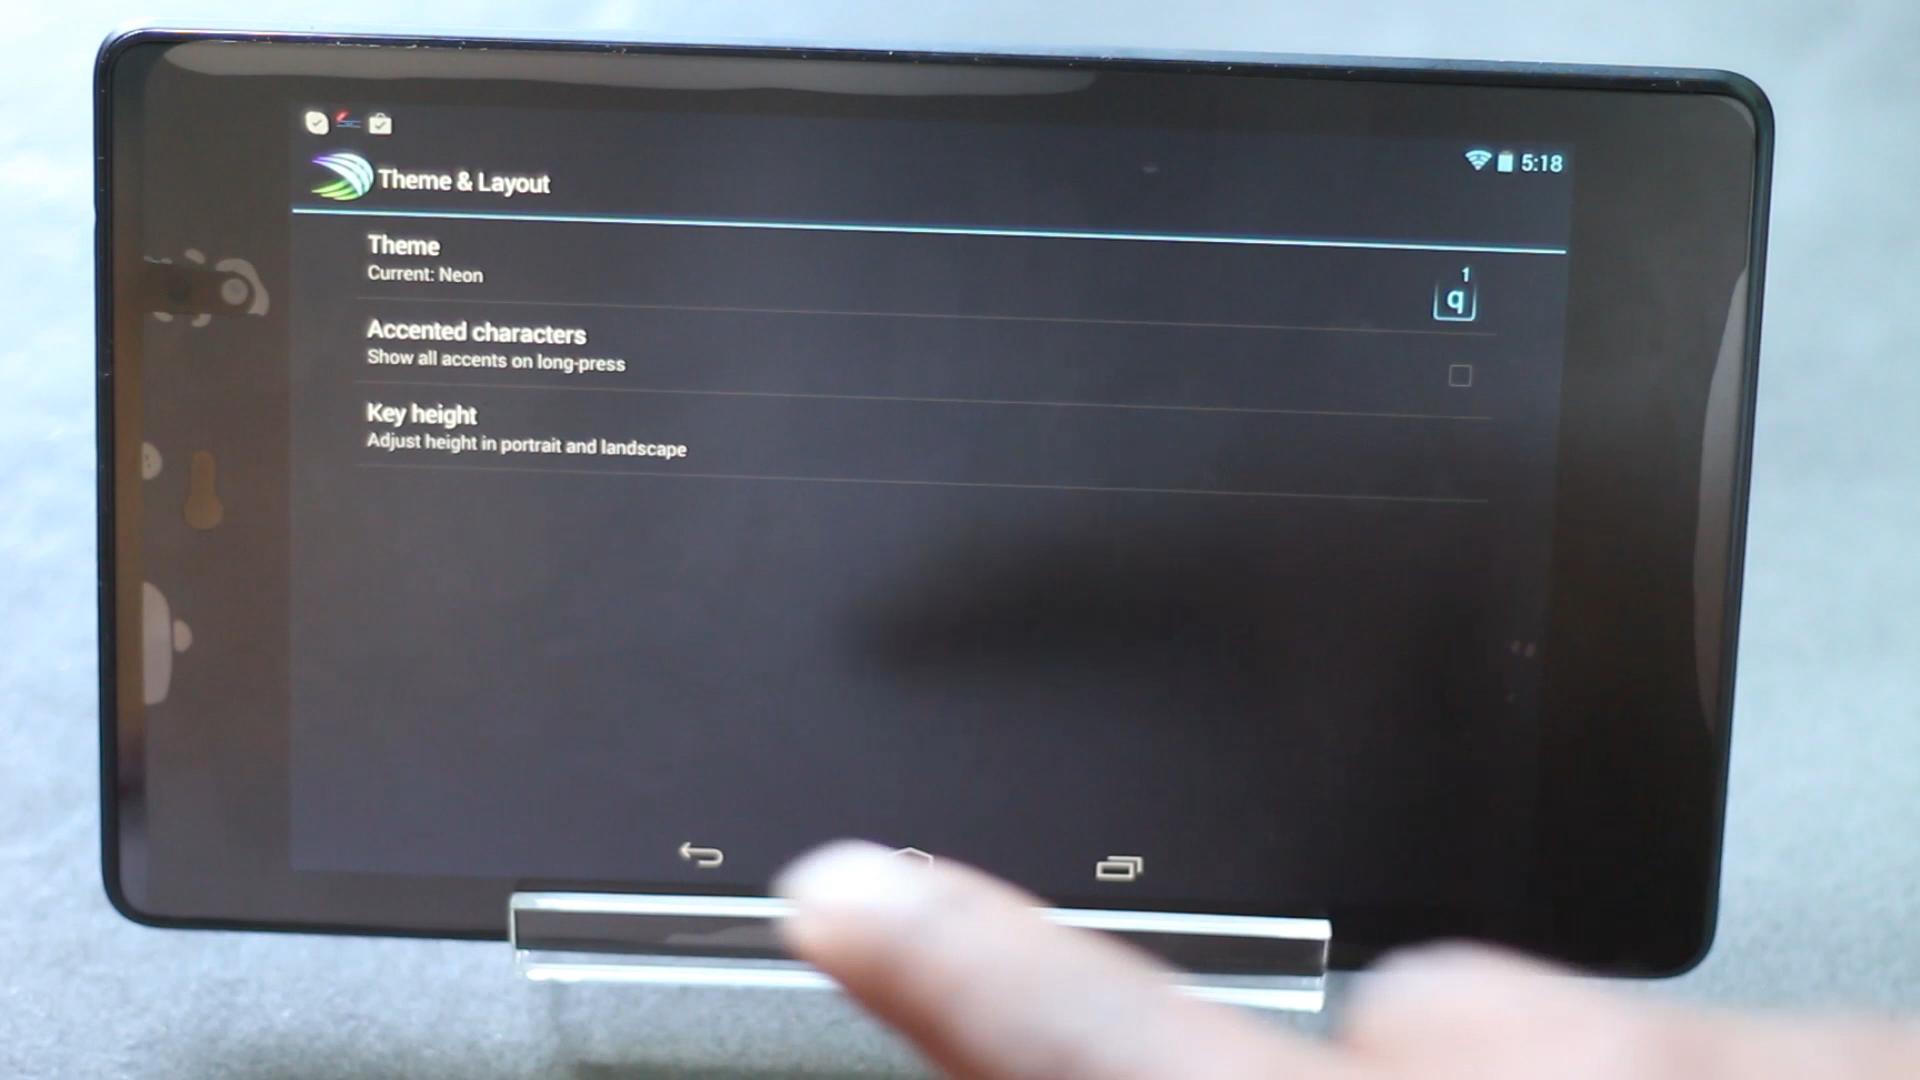 5:18
Theme & Layout
Theme
Current: Neon
1
q
Accented characters
Show all accents on long-press
Key height
Adjust height in portrait and landscape